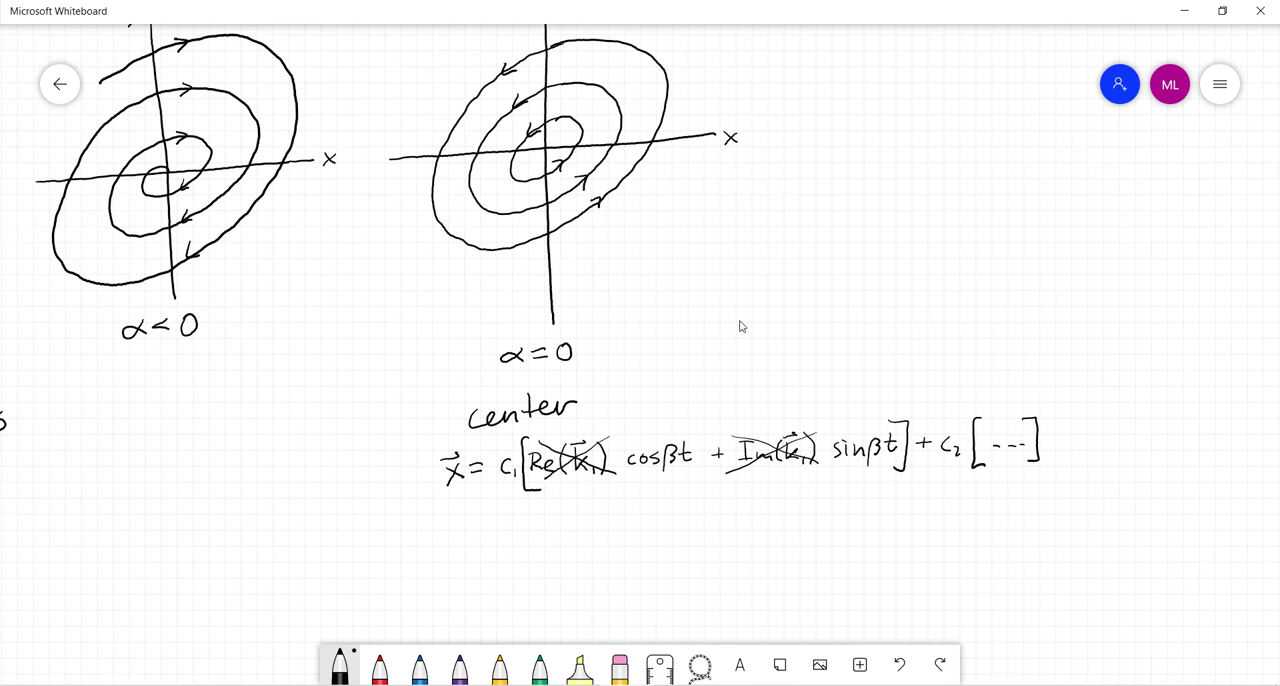 Microsoft Whiteboard
ML
x
x
α < 0
α = 0
center
x⃗ = c₁[Re(k⃗₁) cosβt + Im(k⃗₁) sinβt] + c₂[---]
A